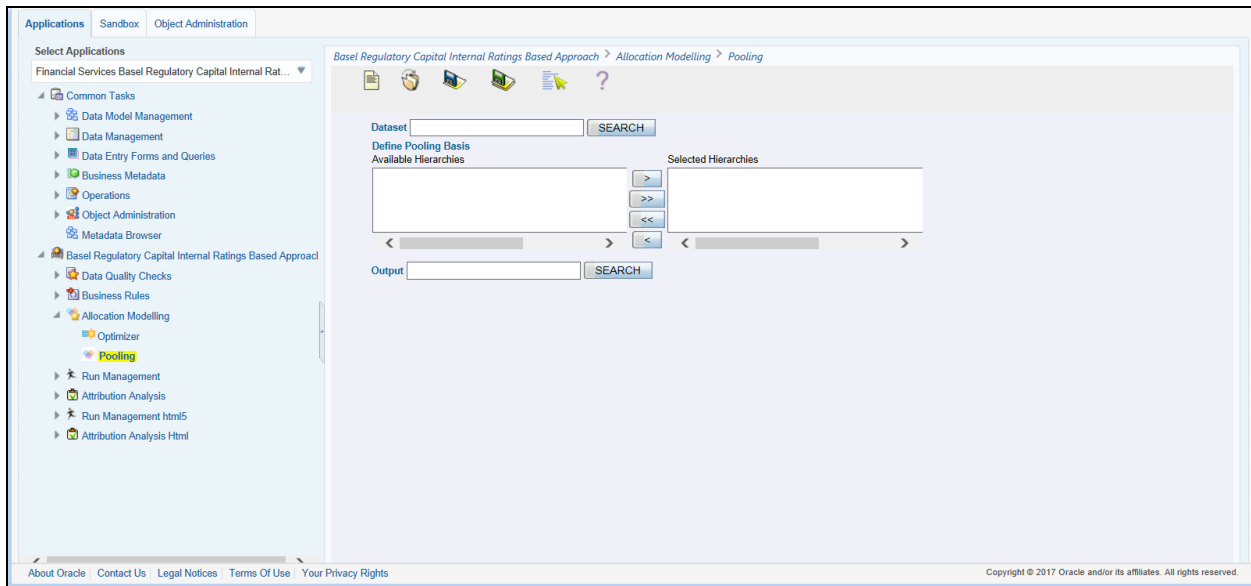 Applications Sandbox Object Administration
Select Applications
Financial Services Basel Regulatory Capital Internal Rat...
Common Tasks
Data Model Management
Data Management
Data Entry Forms and Queries
Business Metadata
Operations
Object Administration
Metadata Browser
Basel Regulatory Capital Internal Ratings Based Approacl
Data Quality Checks
Business Rules
Allocation Modelling
Optimizer
Pooling
Run Management
Attribution Analysis
Run Management html5
Attribution Analysis Html
Basel Regulatory Capital Internal Ratings Based Approach > Allocation Modelling > Pooling
?
Dataset SEARCH
Define Pooling Basis
Available Hierarchies Selected Hierarchies
>
>>
<<
<
Output SEARCH
About Oracle Contact Us Legal Notices Terms Of Use Your Privacy Rights
Copyright © 2017 Oracle and/or its affiliates. All rights reserved.